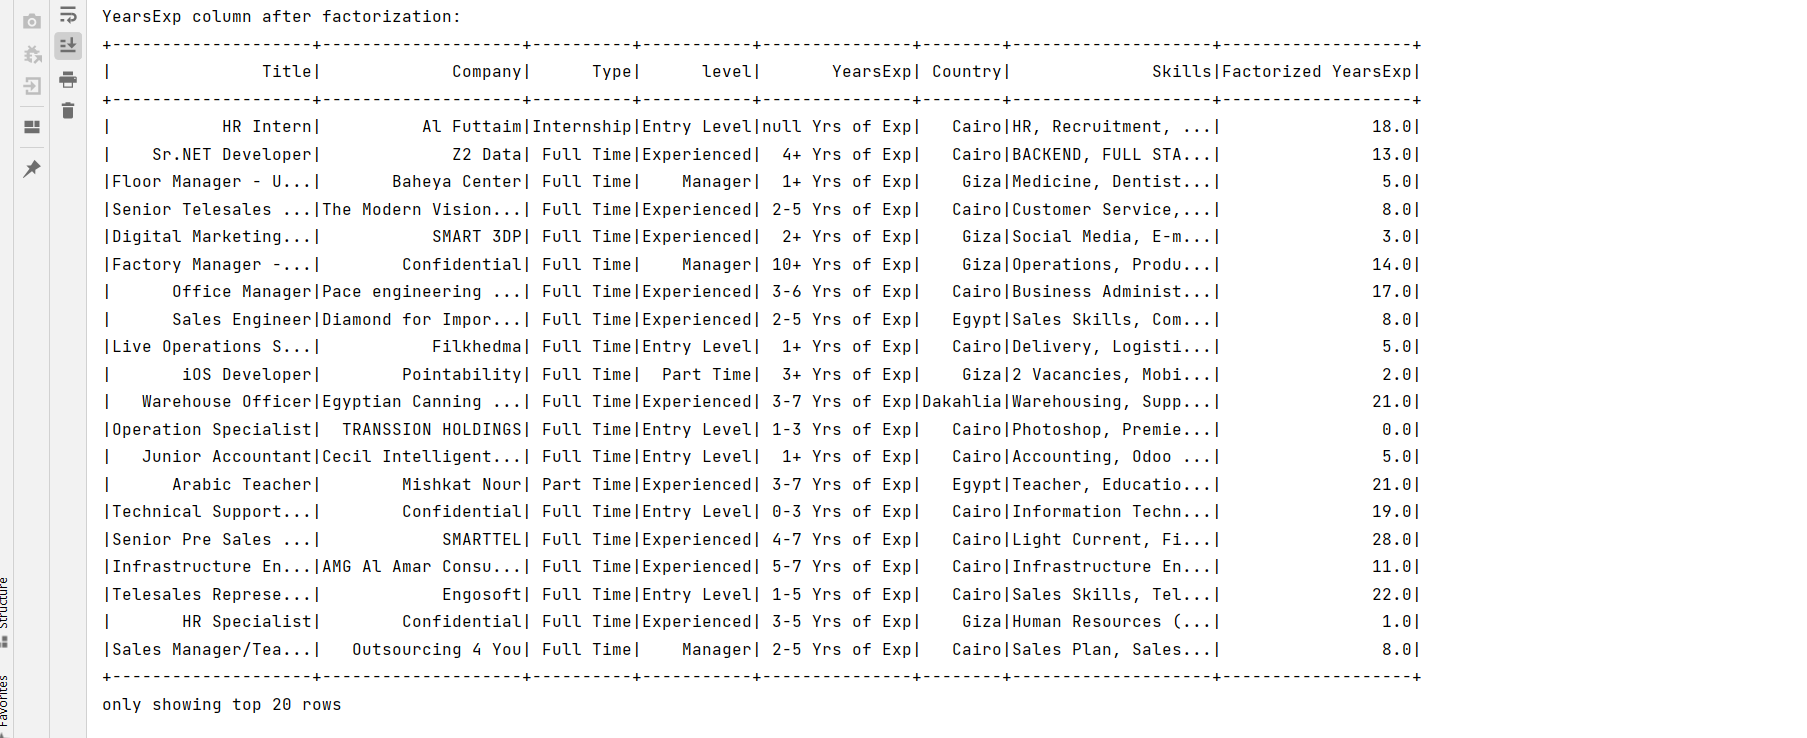 YearsExp column after factorization:
+--------------------+--------------------+----------+-----------+---------------+--------+--------------------+-------------------+
|               Title|             Company|      Type|      level|       YearsExp| Country|              Skills|Factorized YearsExp|
+--------------------+--------------------+----------+-----------+---------------+--------+--------------------+-------------------+
|           HR Intern|          Al Futtaim|Internship|Entry Level|null Yrs of Exp|   Cairo|HR, Recruitment, ...|               18.0|
|    Sr.NET Developer|             Z2 Data| Full Time|Experienced|  4+ Yrs of Exp|   Cairo|BACKEND, FULL STA...|               13.0|
|Floor Manager - U...|       Baheya Center| Full Time|    Manager|  1+ Yrs of Exp|    Giza|Medicine, Dentist...|                5.0|
|Senior Telesales ...|The Modern Vision...| Full Time|Experienced| 2-5 Yrs of Exp|   Cairo|Customer Service,...|                8.0|
|Digital Marketing...|           SMART 3DP| Full Time|Experienced|  2+ Yrs of Exp|    Giza|Social Media, E-m...|                3.0|
|Factory Manager -...|        Confidential| Full Time|    Manager| 10+ Yrs of Exp|    Giza|Operations, Produ...|               14.0|
|      Office Manager|Pace engineering ...| Full Time|Experienced| 3-6 Yrs of Exp|   Cairo|Business Administ...|               17.0|
|      Sales Engineer|Diamond for Impor...| Full Time|Experienced| 2-5 Yrs of Exp|   Egypt|Sales Skills, Com...|                8.0|
|Live Operations S...|           Filkhedma| Full Time|Entry Level|  1+ Yrs of Exp|   Cairo|Delivery, Logisti...|                5.0|
|       iOS Developer|        Pointability| Full Time|  Part Time|  3+ Yrs of Exp|    Giza|2 Vacancies, Mobi...|                2.0|
|   Warehouse Officer|Egyptian Canning ...| Full Time|Experienced| 3-7 Yrs of Exp|Dakahlia|Warehousing, Supp...|               21.0|
|Operation Specialist|  TRANSSION HOLDINGS| Full Time|Entry Level| 1-3 Yrs of Exp|   Cairo|Photoshop, Premie...|                0.0|
|   Junior Accountant|Cecil Intelligent...| Full Time|Entry Level|  1+ Yrs of Exp|   Cairo|Accounting, Odoo ...|                5.0|
|      Arabic Teacher|        Mishkat Nour| Part Time|Experienced| 3-7 Yrs of Exp|   Egypt|Teacher, Educatio...|               21.0|
|Technical Support...|        Confidential| Full Time|Entry Level| 0-3 Yrs of Exp|   Cairo|Information Techn...|               19.0|
|Senior Pre Sales ...|            SMARTTEL| Full Time|Experienced| 4-7 Yrs of Exp|   Cairo|Light Current, Fi...|               28.0|
|Infrastructure En...|AMG Al Amar Consu...| Full Time|Experienced| 5-7 Yrs of Exp|   Cairo|Infrastructure En...|               11.0|
|Telesales Represe...|            Engosoft| Full Time|Entry Level| 1-5 Yrs of Exp|   Cairo|Sales Skills, Tel...|               22.0|
|       HR Specialist|        Confidential| Full Time|Experienced| 3-5 Yrs of Exp|    Giza|Human Resources (...|                1.0|
|Sales Manager/Tea...|   Outsourcing 4 You| Full Time|    Manager| 2-5 Yrs of Exp|   Cairo|Sales Plan, Sales...|                8.0|
+--------------------+--------------------+----------+-----------+---------------+--------+--------------------+-------------------+
only showing top 20 rows
Structure
Favorites